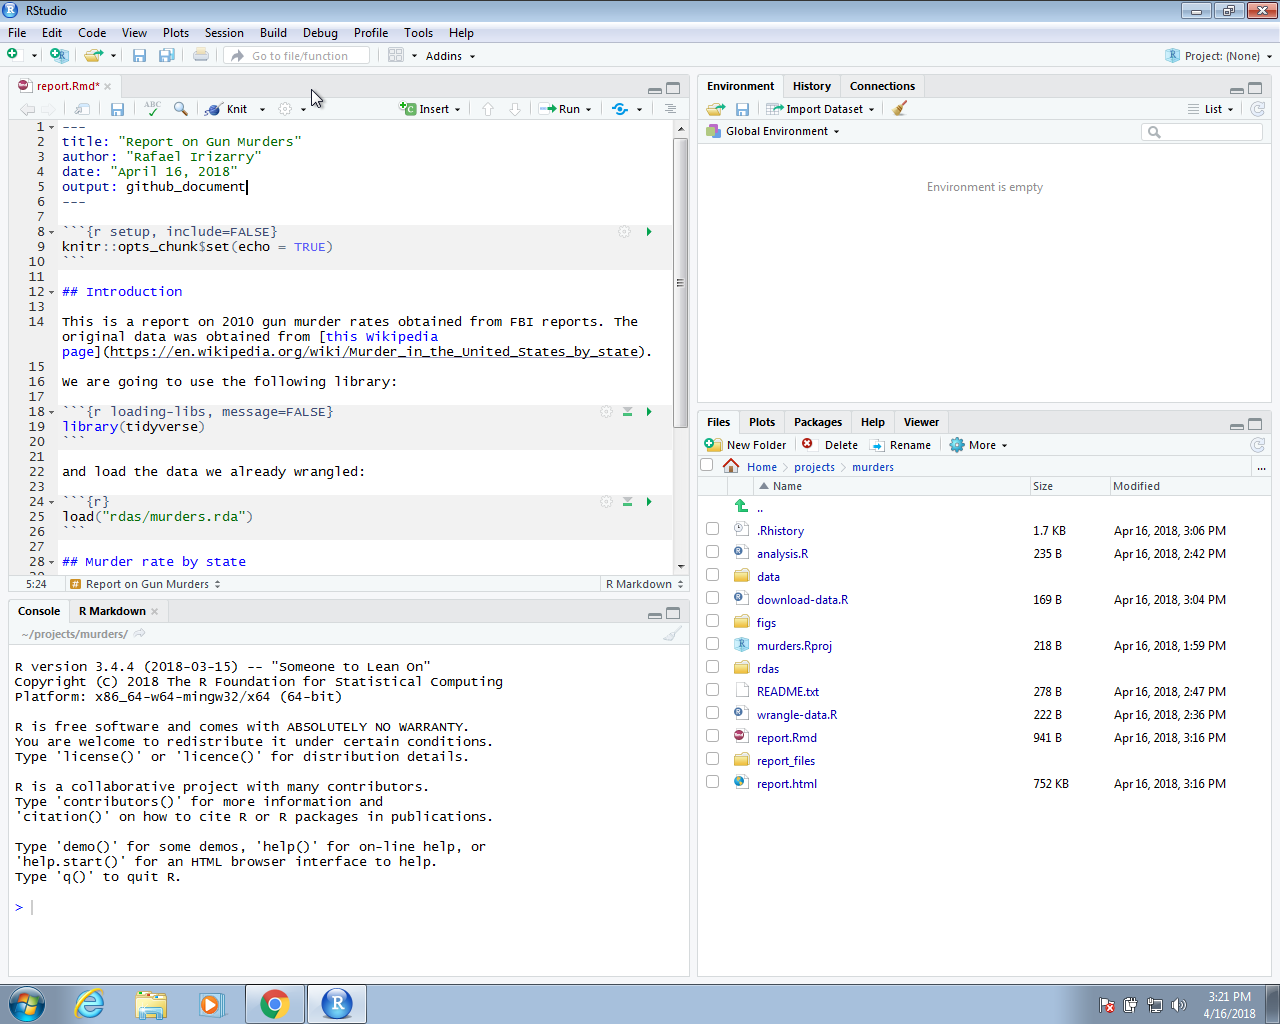 RStudio
File Edit Code View Plots Session Build Debug Profile Tools Help
Go to file/function Addins Project: (None)
report.Rmd*
ABC Knit Insert Run
1 ---
2 title: "Report on Gun Murders"
3 author: "Rafael Irizarry"
4 date: "April 16, 2018"
5 output: github_document
6 ---
7
8 ```{r setup, include=FALSE}
9 knitr::opts_chunk$set(echo = TRUE)
10 ```
11
12 ## Introduction
13
14 This is a report on 2010 gun murder rates obtained from FBI reports. The
original data was obtained from [this Wikipedia
page](https://en.wikipedia.org/wiki/Murder_in_the_United_States_by_state).
15
16 We are going to use the following library:
17
18 ```{r loading-libs, message=FALSE}
19 library(tidyverse)
20 ```
21
22 and load the data we already wrangled:
23
24 ```{r}
25 load("rdas/murders.rda")
26 ```
27
28 ## Murder rate by state
5:24 # Report on Gun Murders R Markdown
Console R Markdown
~/projects/murders/
R version 3.4.4 (2018-03-15) -- "Someone to Lean On"
Copyright (C) 2018 The R Foundation for Statistical Computing
Platform: x86_64-w64-mingw32/x64 (64-bit)
R is free software and comes with ABSOLUTELY NO WARRANTY.
You are welcome to redistribute it under certain conditions.
Type 'license()' or 'licence()' for distribution details.
R is a collaborative project with many contributors.
Type 'contributors()' for more information and
'citation()' on how to cite R or R packages in publications.
Type 'demo()' for some demos, 'help()' for on-line help, or
'help.start()' for an HTML browser interface to help.
Type 'q()' to quit R.
>
Environment History Connections
Import Dataset List
Global Environment
Environment is empty
Files Plots Packages Help Viewer
New Folder Delete Rename More
Home projects murders ...
Name Size Modified
..
.Rhistory 1.7 KB Apr 16, 2018, 3:06 PM
analysis.R 235 B Apr 16, 2018, 2:42 PM
data
download-data.R 169 B Apr 16, 2018, 3:04 PM
figs
murders.Rproj 218 B Apr 16, 2018, 1:59 PM
rdas
README.txt 278 B Apr 16, 2018, 2:47 PM
wrangle-data.R 222 B Apr 16, 2018, 2:36 PM
report.Rmd 941 B Apr 16, 2018, 3:16 PM
report_files
report.html 752 KB Apr 16, 2018, 3:16 PM
3:21 PM
4/16/2018